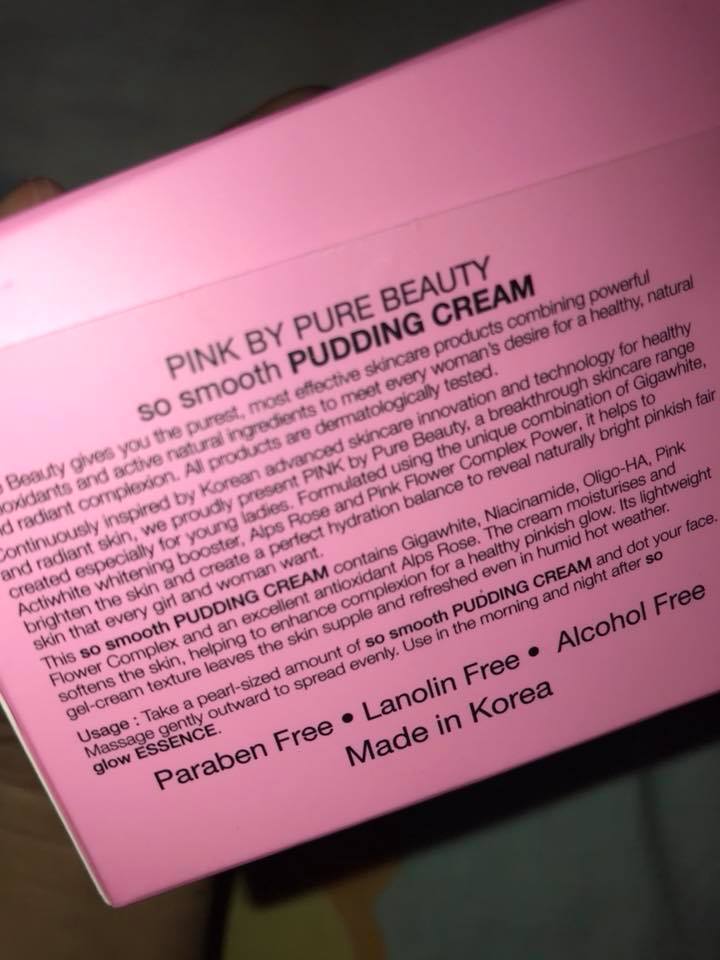 PINK BY PURE BEAUTY
so smooth PUDDING CREAM
Beauty gives you the purest, most effective skincare products combining powerful
and active natural ingredients to meet every woman's desire for a healthy, natural
radiant complexion. All products are dermatologically tested.
Continuously inspired by Korean advanced skincare innovation and technology for healthy
and radiant skin, we proudly present PINK by Pure Beauty, a breakthrough skincare range
created especially for young ladies. Formulated using the unique combination of Gigawhite,
Actiwhite whitening booster, Alps Rose and Pink Flower Complex Power, it helps to
brighten the skin and create a perfect hydration balance to reveal naturally bright pinkish fair
skin that every girl and woman want.
This so smooth PUDDING CREAM contains Gigawhite, Niacinamide, Oligo-HA, Pink
Flower Complex and an excellent antioxidant Alps Rose. The cream moisturises and
softens the skin, helping to enhance complexion for a healthy pinkish glow. Its lightweight
gel-cream texture leaves the skin supple and refreshed even in humid hot weather.
Usage : Take a pearl-sized amount of so smooth PUDDING CREAM and dot your face.
Massage gently outward to spread evenly. Use in the morning and night after so
glow ESSENCE.
Paraben Free • Lanolin Free • Alcohol Free
Made in Korea